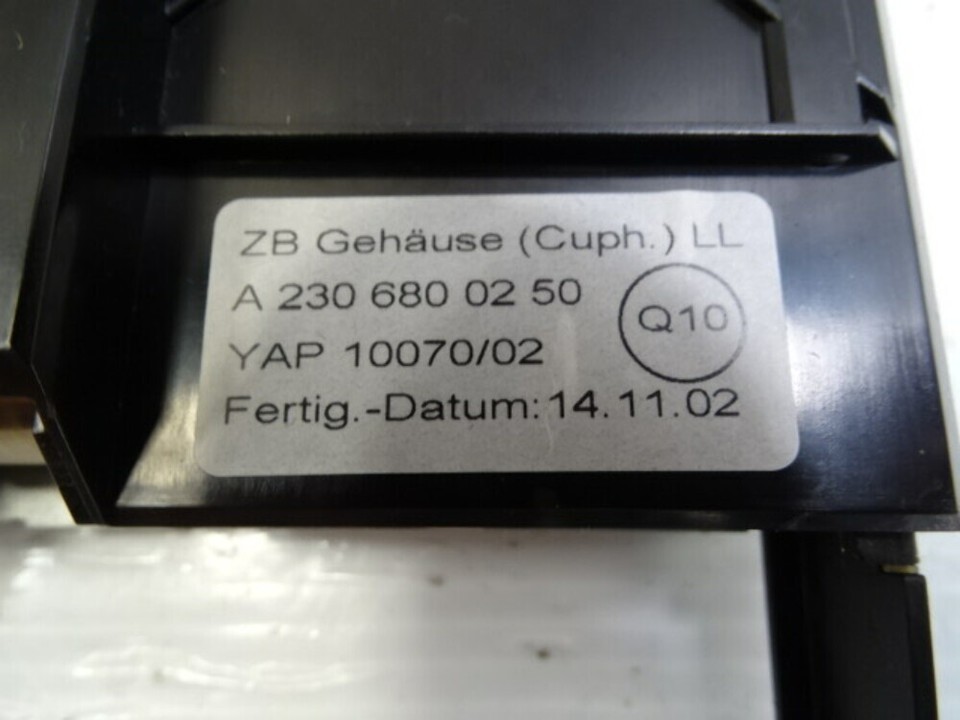 ZB Gehäuse (Cuph.) LL
A 230 680 02 50
Q10
YAP 10070/02
Fertig.-Datum: 14.11.02